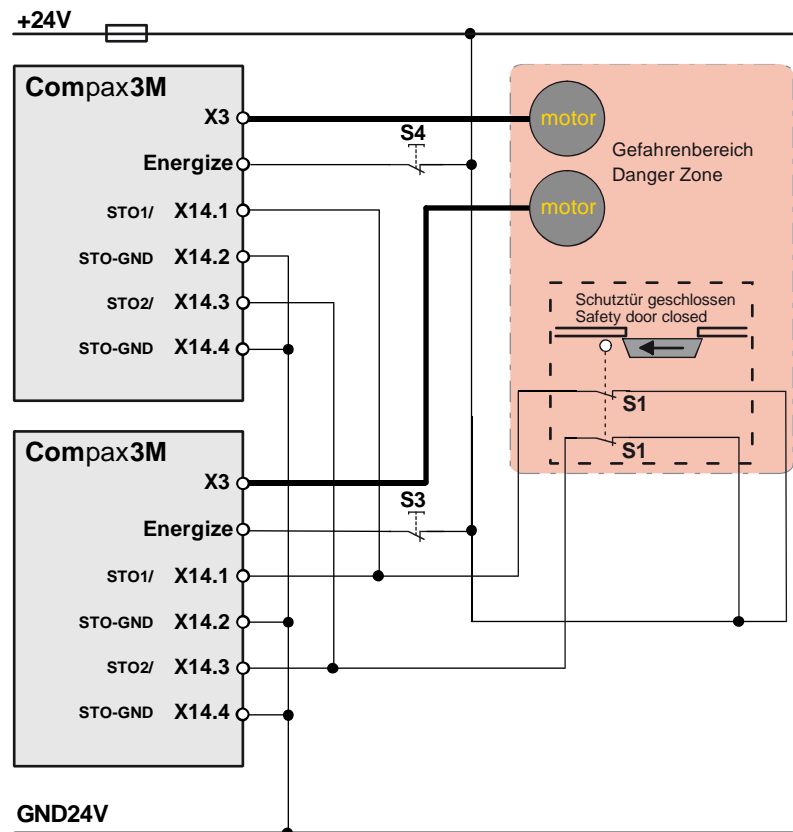 +24V
Compax3M
X3
Energize
STO1/ X14.1
STO-GND X14.2
STO2/ X14.3
STO-GND X14.4
S4
motor
Gefahrenbereich
Danger Zone
motor
Schutztür geschlossen
Safety door closed
S1
S1
Compax3M
X3
Energize
STO1/ X14.1
STO-GND X14.2
STO2/ X14.3
STO-GND X14.4
S3
GND24V